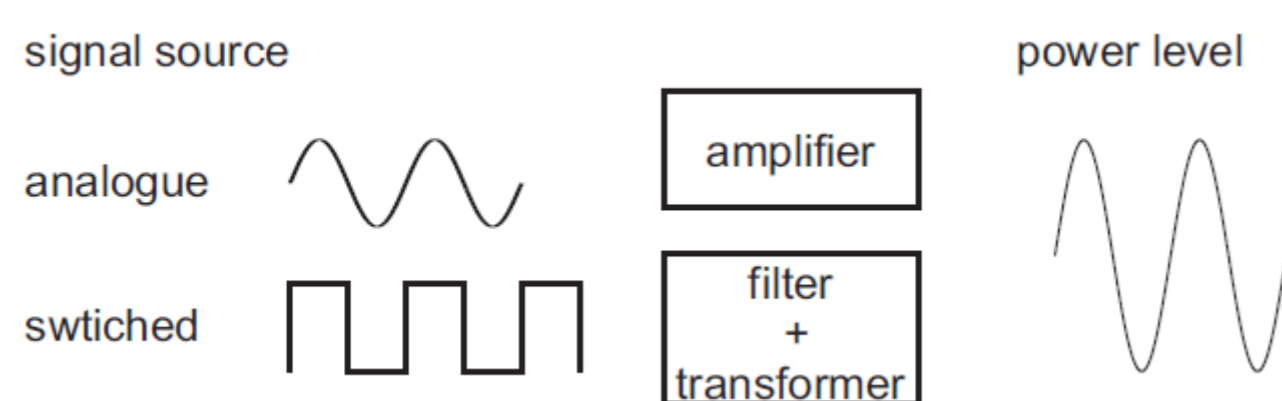 signal source
power level
amplifier
analogue
filter
+
swtiched
transformer